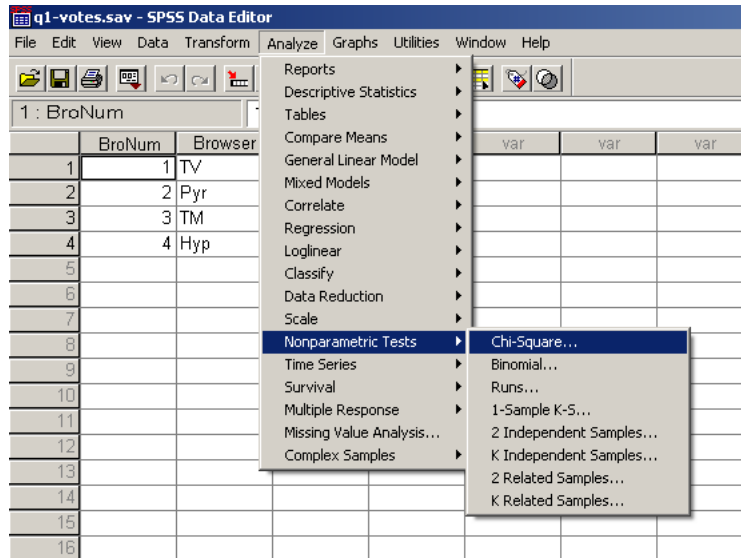 q1-votes.sav - SPSS Data Editor
File Edit View Data Transform Analyze Graphs Utilities Window Help
1 : BroNum
BroNum Browser var var var
1 1 TV
2 2 Pyr
3 3 TM
4 4 Hyp
5
6
7
8
9
10
11
12
13
14
15
16
Reports
Descriptive Statistics
Tables
Compare Means
General Linear Model
Mixed Models
Correlate
Regression
Loglinear
Classify
Data Reduction
Scale
Nonparametric Tests
Time Series
Survival
Multiple Response
Missing Value Analysis...
Complex Samples
Chi-Square...
Binomial...
Runs...
1-Sample K-S...
2 Independent Samples...
K Independent Samples...
2 Related Samples...
K Related Samples...